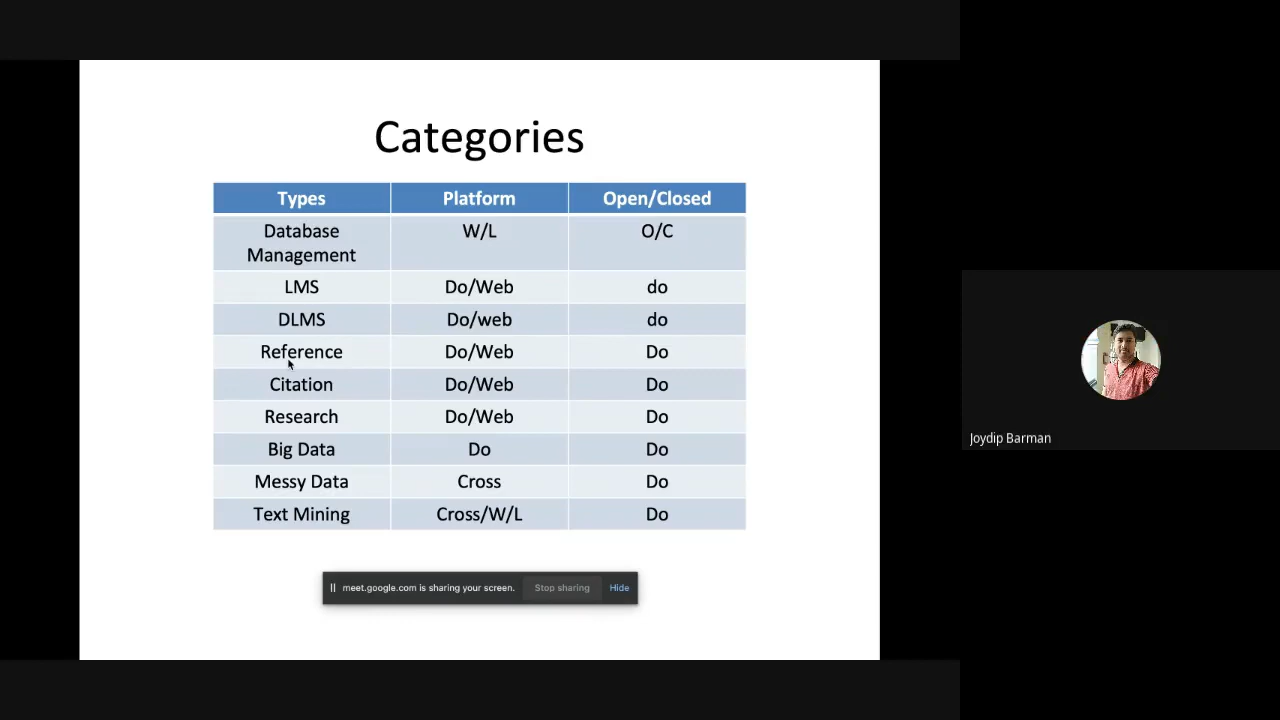 Categories
Types Platform Open/Closed
Database Management W/L O/C
LMS Do/Web do
DLMS Do/web do
Reference Do/Web Do
Citation Do/Web Do
Research Do/Web Do
Big Data Do Do
Messy Data Cross Do
Text Mining Cross/W/L Do
meet.google.com is sharing your screen. Stop sharing Hide
Joydip Barman